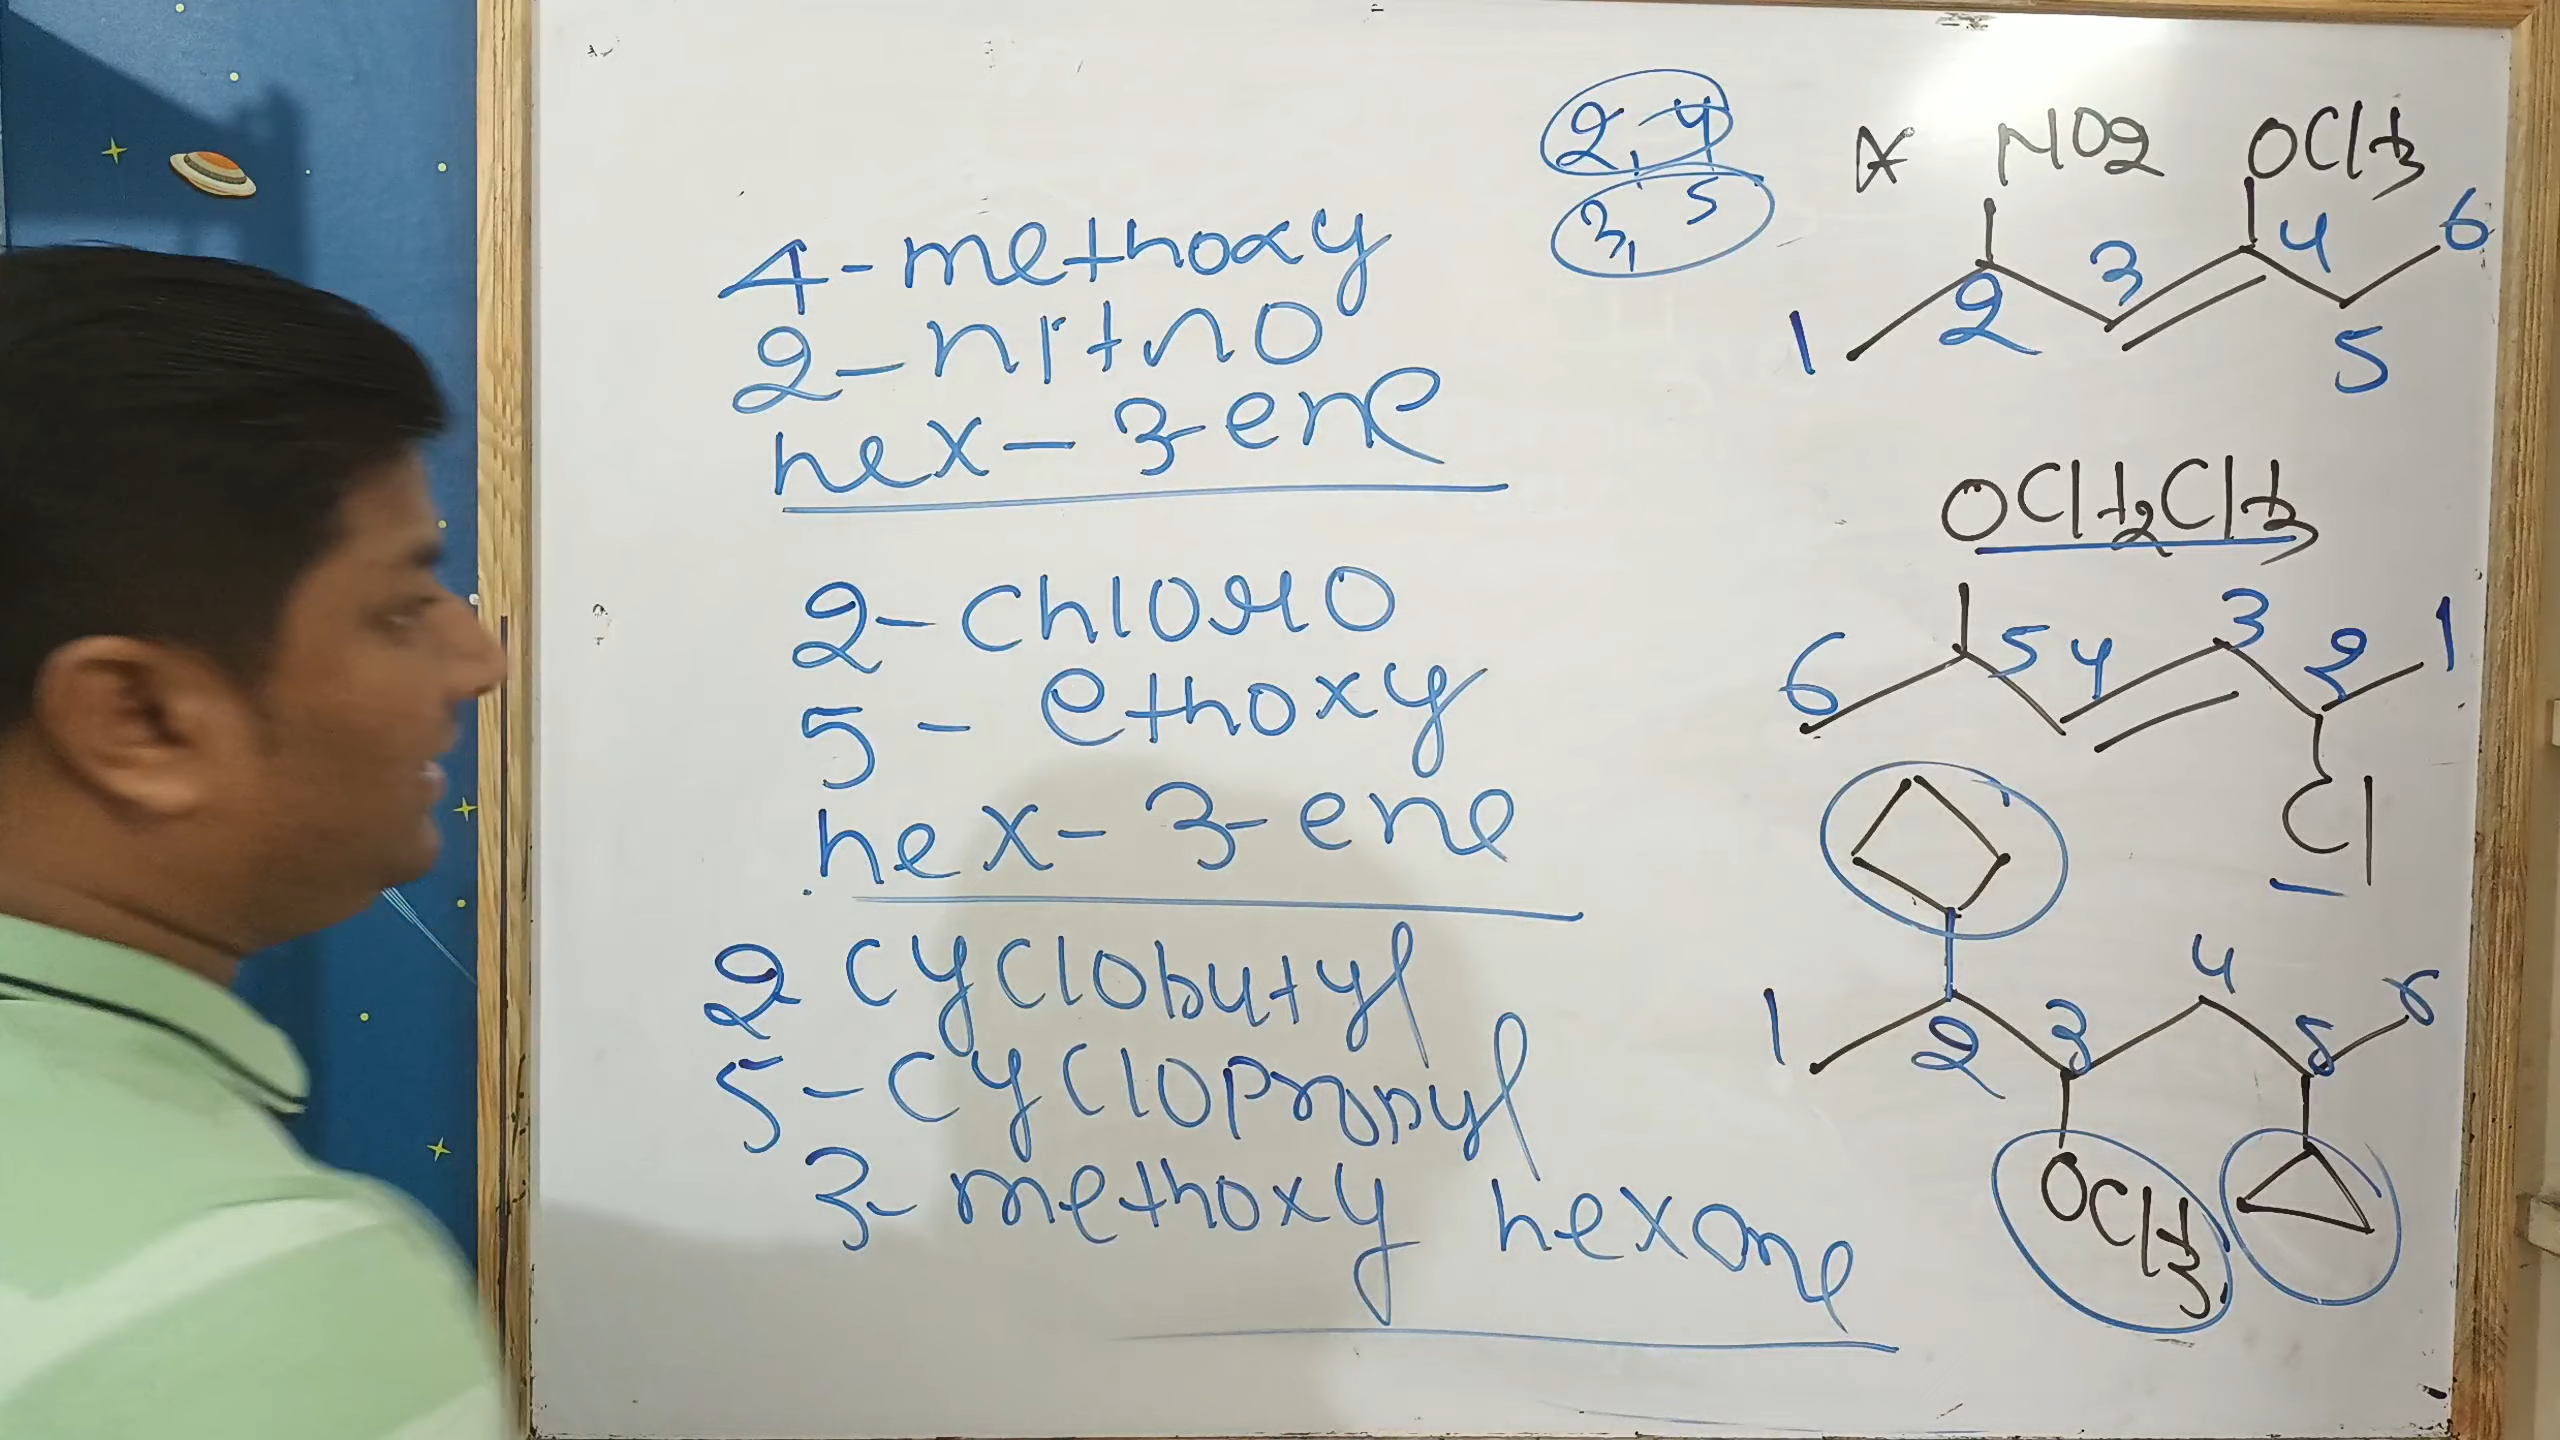 4-methoxy
2-nitro
hex-3-ene
2-chloro
5-ethoxy
hex-3-ene
2 cyclobutyl
5-cyclopropyl
3-methoxy hexane
2, 4
3, 5
NO2 OCH3
1 2 3 4 5 6
OCH2CH3
6 5 4 3 2 1
Cl
1 2 3 4 5 6
OCH3